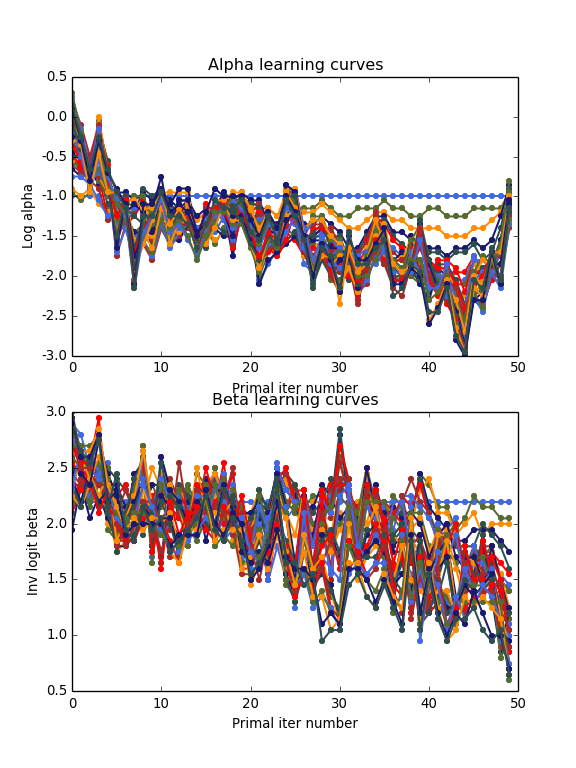 Alpha learning curves
0.5
0.0
-0.5
-1.0
-1.5
-2.0
-2.5
-3.0
Log alpha
0 10 20 30 40 50
Primal iter number
Beta learning curves
3.0
2.5
2.0
1.5
1.0
0.5
Inv logit beta
0 10 20 30 40 50
Primal iter number